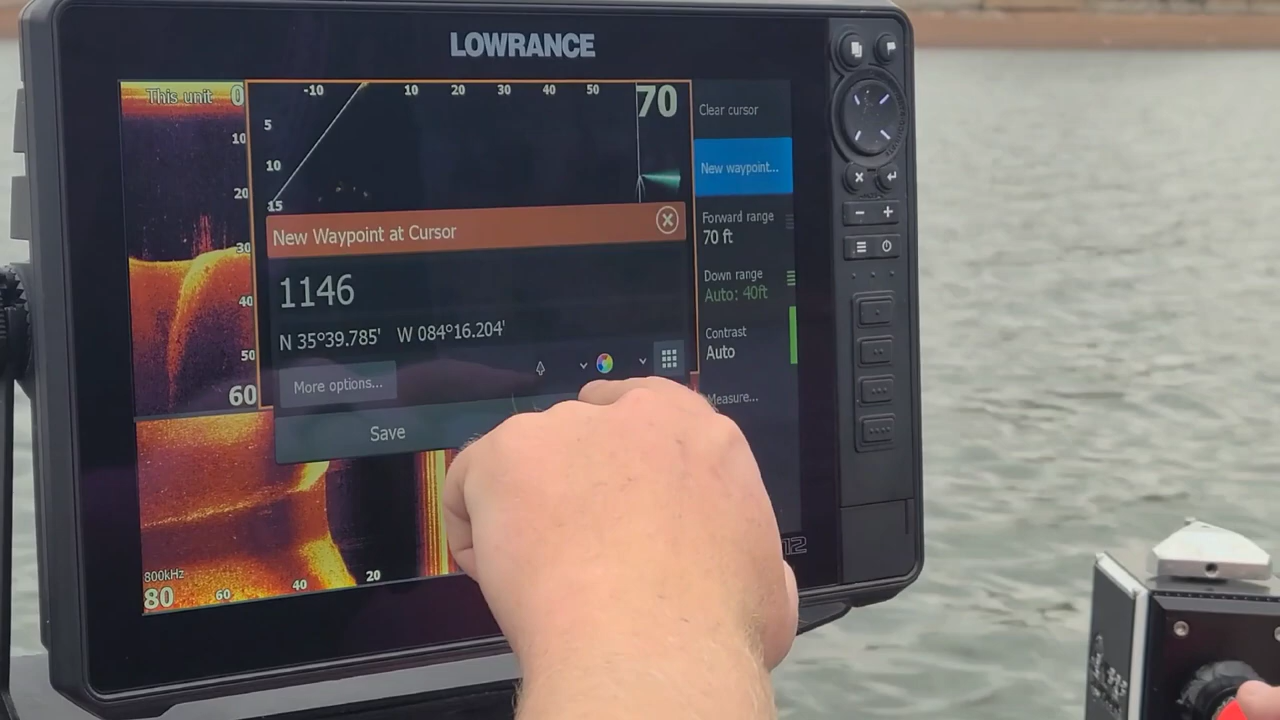 LOWRANCE
This unit 0
10
20
30
40
50
60
-10 10 20 30 40 50
70
5
10
15
New Waypoint at Cursor
1146
N 35°39.785' W 084°16.204'
More options...
Save
Clear cursor
New waypoint...
Forward range
70 ft
Down range
Auto: 40ft
Contrast
Auto
Measure...
800kHz
80 60 40 20
12